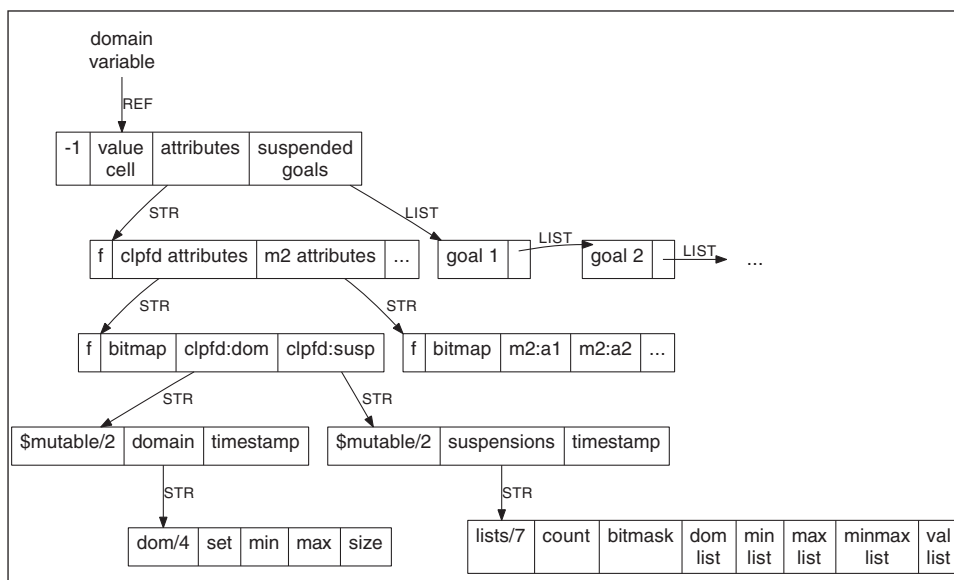 domain
variable
REF
-1 value cell attributes suspended goals
STR LIST
f clpfd attributes m2 attributes ... goal 1 LIST goal 2 LIST ...
STR STR
f bitmap clpfd:dom clpfd:susp f bitmap m2:a1 m2:a2 ...
STR STR
$mutable/2 domain timestamp $mutable/2 suspensions timestamp
STR STR
dom/4 set min max size lists/7 count bitmask dom list min list max list minmax list val list